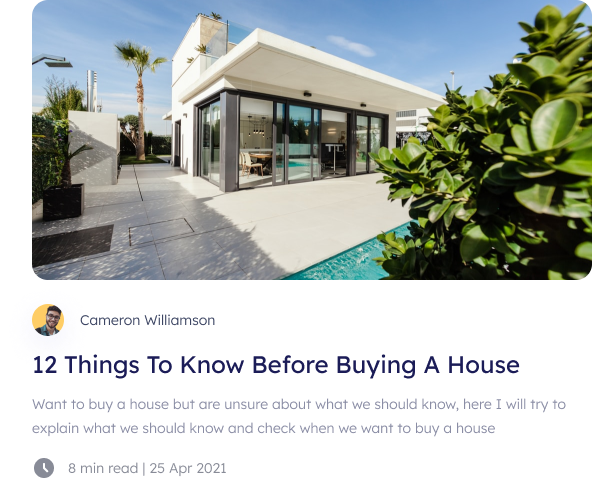 Cameron Williamson
12 Things To Know Before Buying A House
Want to buy a house but are unsure about what we should know, here I will try to
explain what we should know and check when we want to buy a house
8 min read | 25 Apr 2021